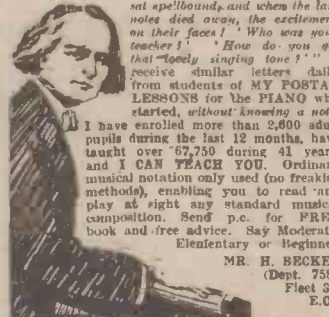 sat spellbound, and when the la
notes died away, the excitemen
on their faces! 'Who was you
teacher?' 'How do you g
that lovely singing tone?'"
receive similar letters dail
from students of MY POSTA
LESSONS for the PIANO wh
started, without knowing a not
I have enrolled more than 2,600 adu
pupils during the last 12 months, hav
taught over 67,750 during 41 year
and I CAN TEACH YOU. Ordinar
musical notation only used (no freakis
methods), enabling you to read an
play at sight any standard music
composition. Send p.c. for FRE
book and free advice. Say Moderat
Elementary or Beginne
MR. H. BECKE
(Dept. 75
Fleet S
E.C